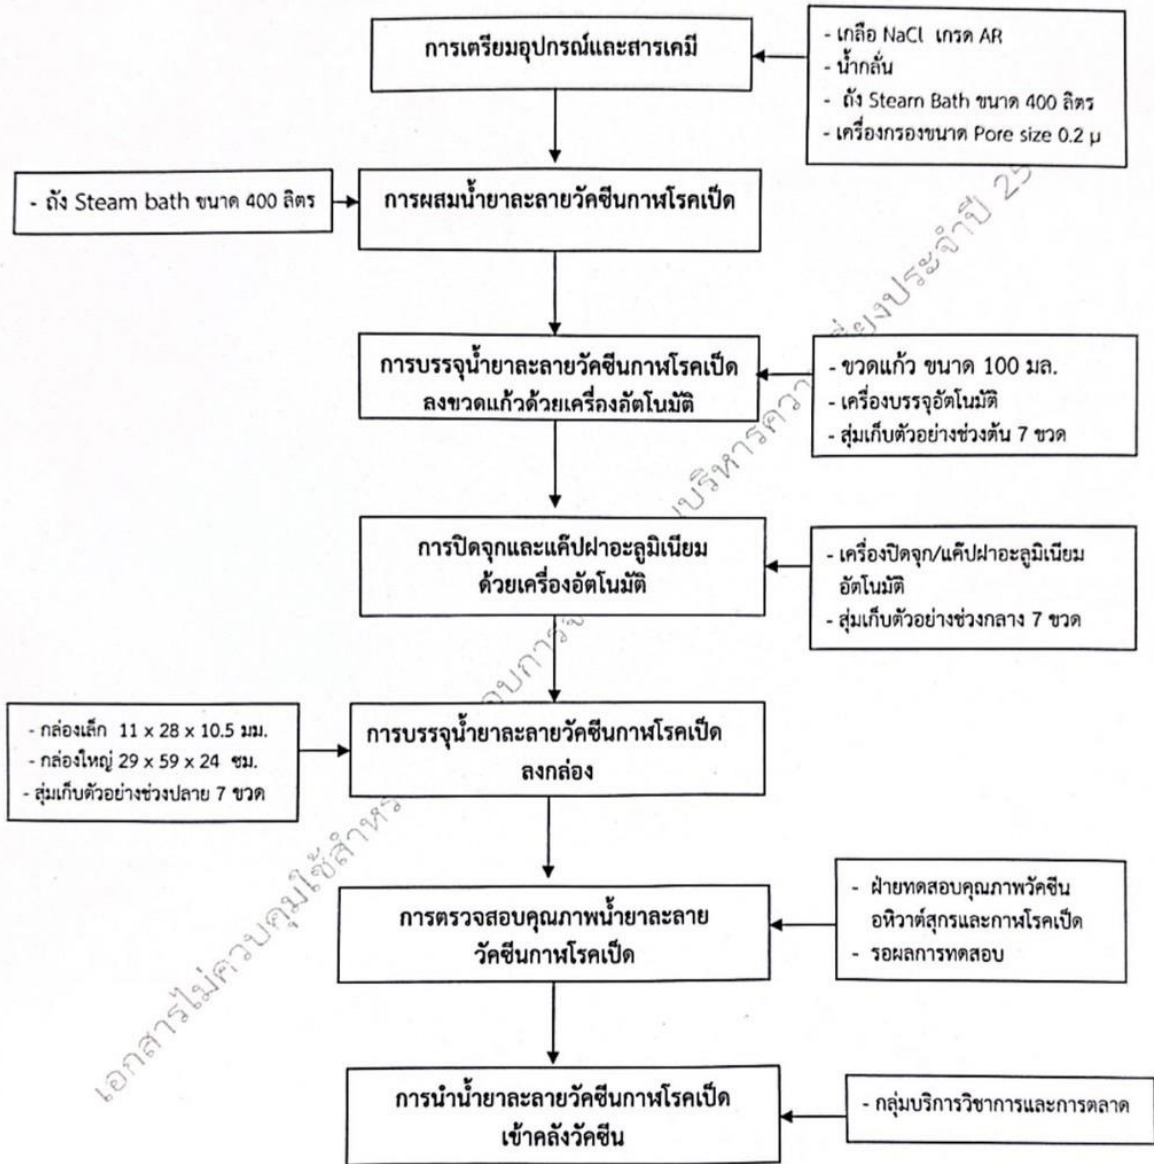 การเตรียมอุปกรณ์และสารเคมี
- เกลือ NaCl เกรด AR
- น้ำกลั่น
- ถัง Steam Bath ขนาด 400 ลิตร
- เครื่องกรองขนาด Pore size 0.2 μ
- ถัง Steam bath ขนาด 400 ลิตร
การผสมน้ำยาละลายวัคซีนกาฬโรคเป็ด
การบรรจุน้ำยาละลายวัคซีนกาฬโรคเป็ด
ลงขวดแก้วด้วยเครื่องอัตโนมัติ
- ขวดแก้ว ขนาด 100 มล.
- เครื่องบรรจุอัตโนมัติ
- สุ่มเก็บตัวอย่างช่วงต้น 7 ขวด
การปิดจุกและแค๊ปฝาอะลูมิเนียม
ด้วยเครื่องอัตโนมัติ
- เครื่องปิดจุก/แค๊ปฝาอะลูมิเนียม
อัตโนมัติ
- สุ่มเก็บตัวอย่างช่วงกลาง 7 ขวด
- กล่องเล็ก 11 x 28 x 10.5 มม.
- กล่องใหญ่ 29 x 59 x 24 ซม.
- สุ่มเก็บตัวอย่างช่วงปลาย 7 ขวด
การบรรจุน้ำยาละลายวัคซีนกาฬโรคเป็ด
ลงกล่อง
การตรวจสอบคุณภาพน้ำยาละลาย
วัคซีนกาฬโรคเป็ด
- ฝ่ายทดสอบคุณภาพวัคซีน
อหิวาต์สุกรและกาฬโรคเป็ด
- รอผลการทดสอบ
การนำน้ำยาละลายวัคซีนกาฬโรคเป็ด
เข้าคลังวัคซีน
- กลุ่มบริการวิชาการและการตลาด
เอกสารไม่ควบคุมใช้สำหร อบการจ บริหารควา ี่ยงประจำปี 25